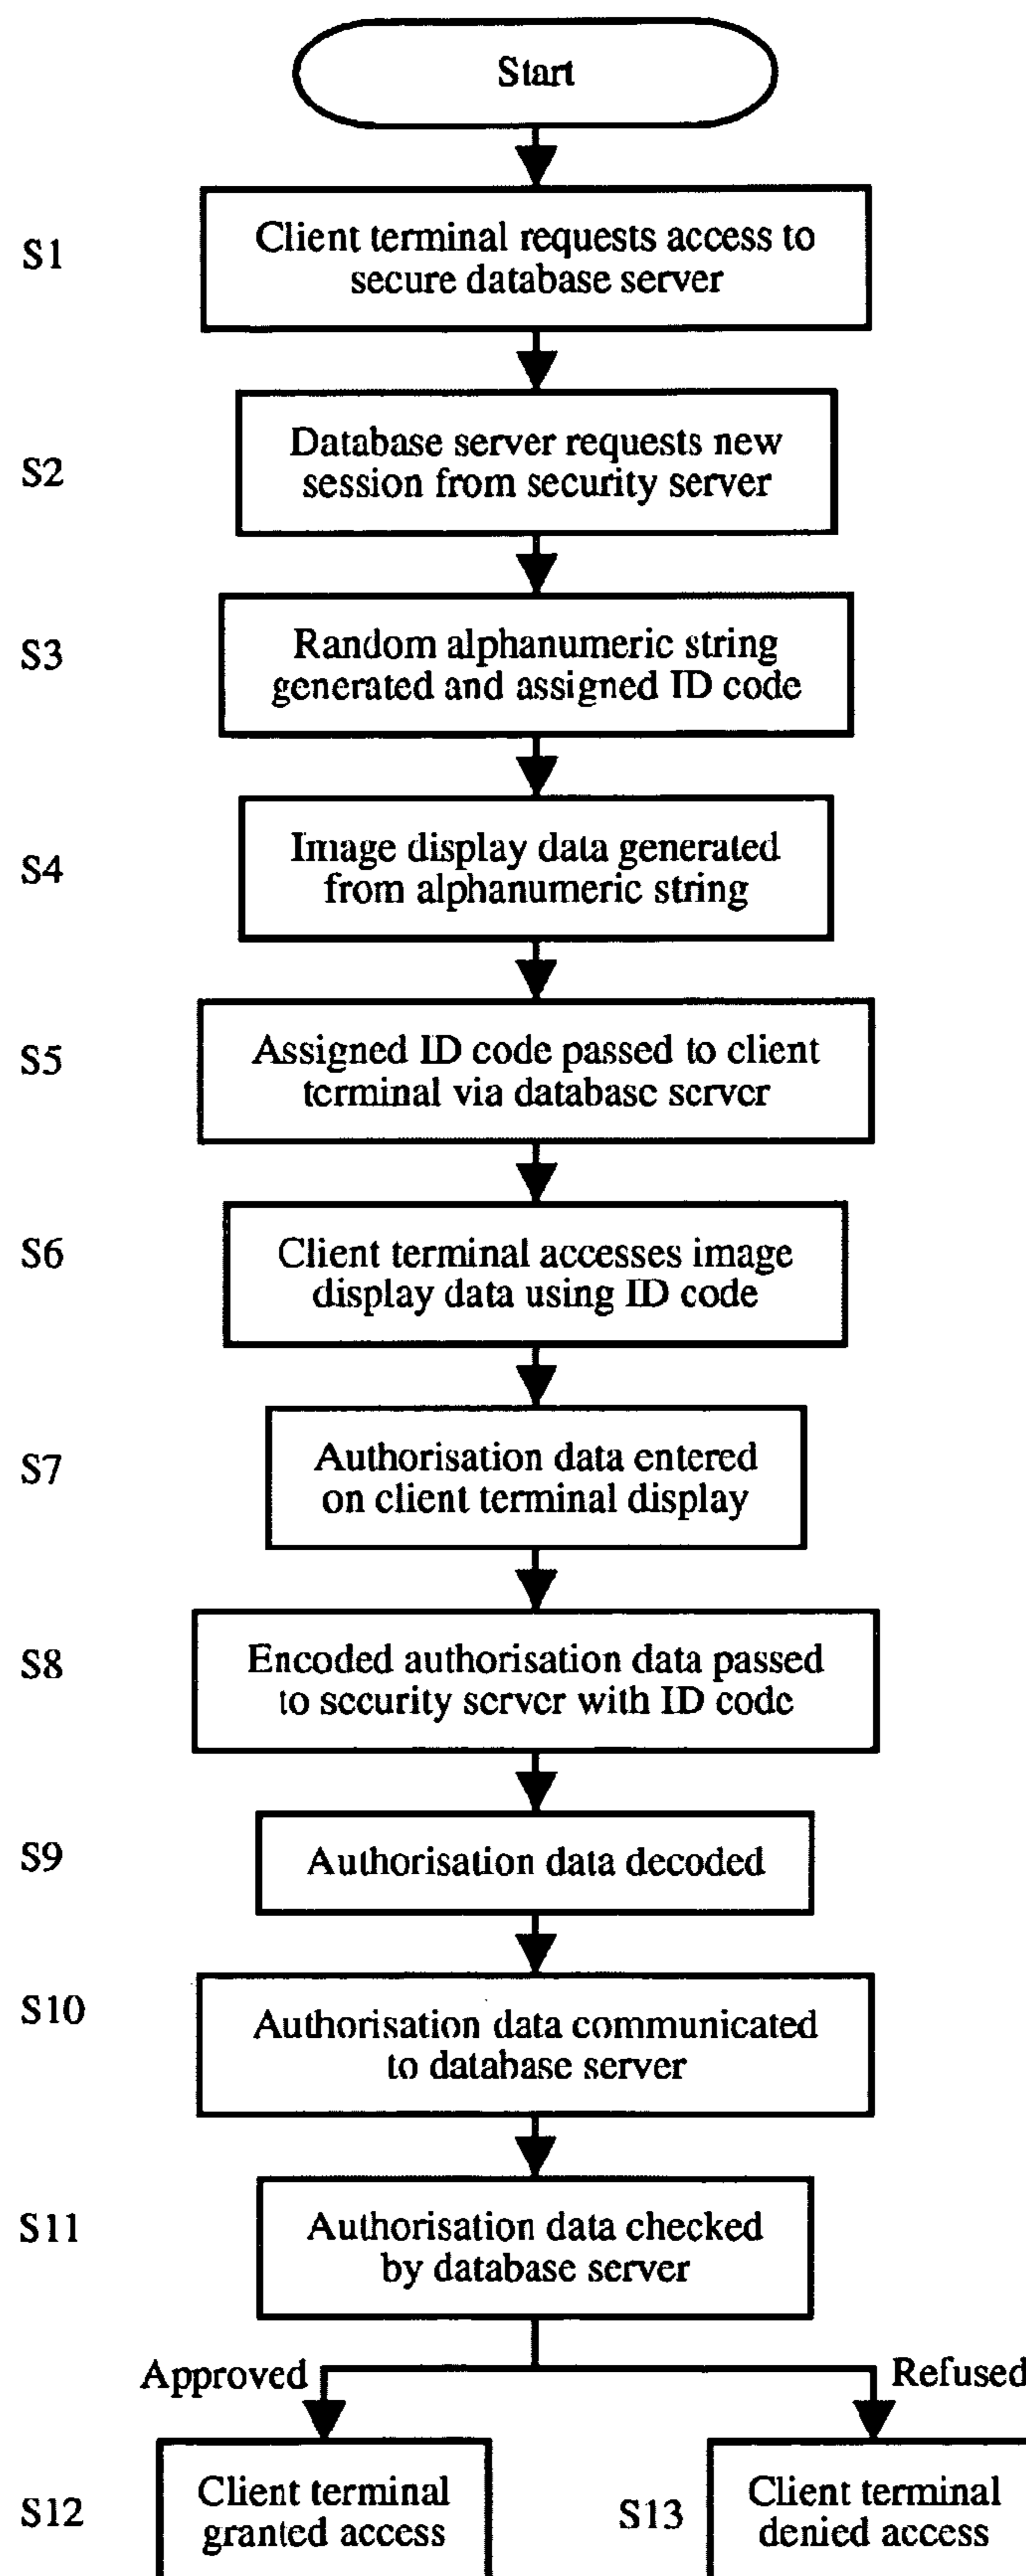 Start
S1
Client terminal requests access to
secure database server
S2
Database server requests new
session from security server
S3
Random alphanumeric string
generated and assigned ID code
S4
Image display data generated
from alphanumeric string
S5
Assigned ID code passed to client
terminal via database server
S6
Client terminal accesses image
display data using ID code
S7
Authorisation data entered
on client terminal display
S8
Encoded authorisation data passed
to security server with ID code
S9
Authorisation data decoded
S10
Authorisation data communicated
to database server
S11
Authorisation data checked
by database server
Approved
Refused
S12
Client terminal
granted access
S13
Client terminal
denied access